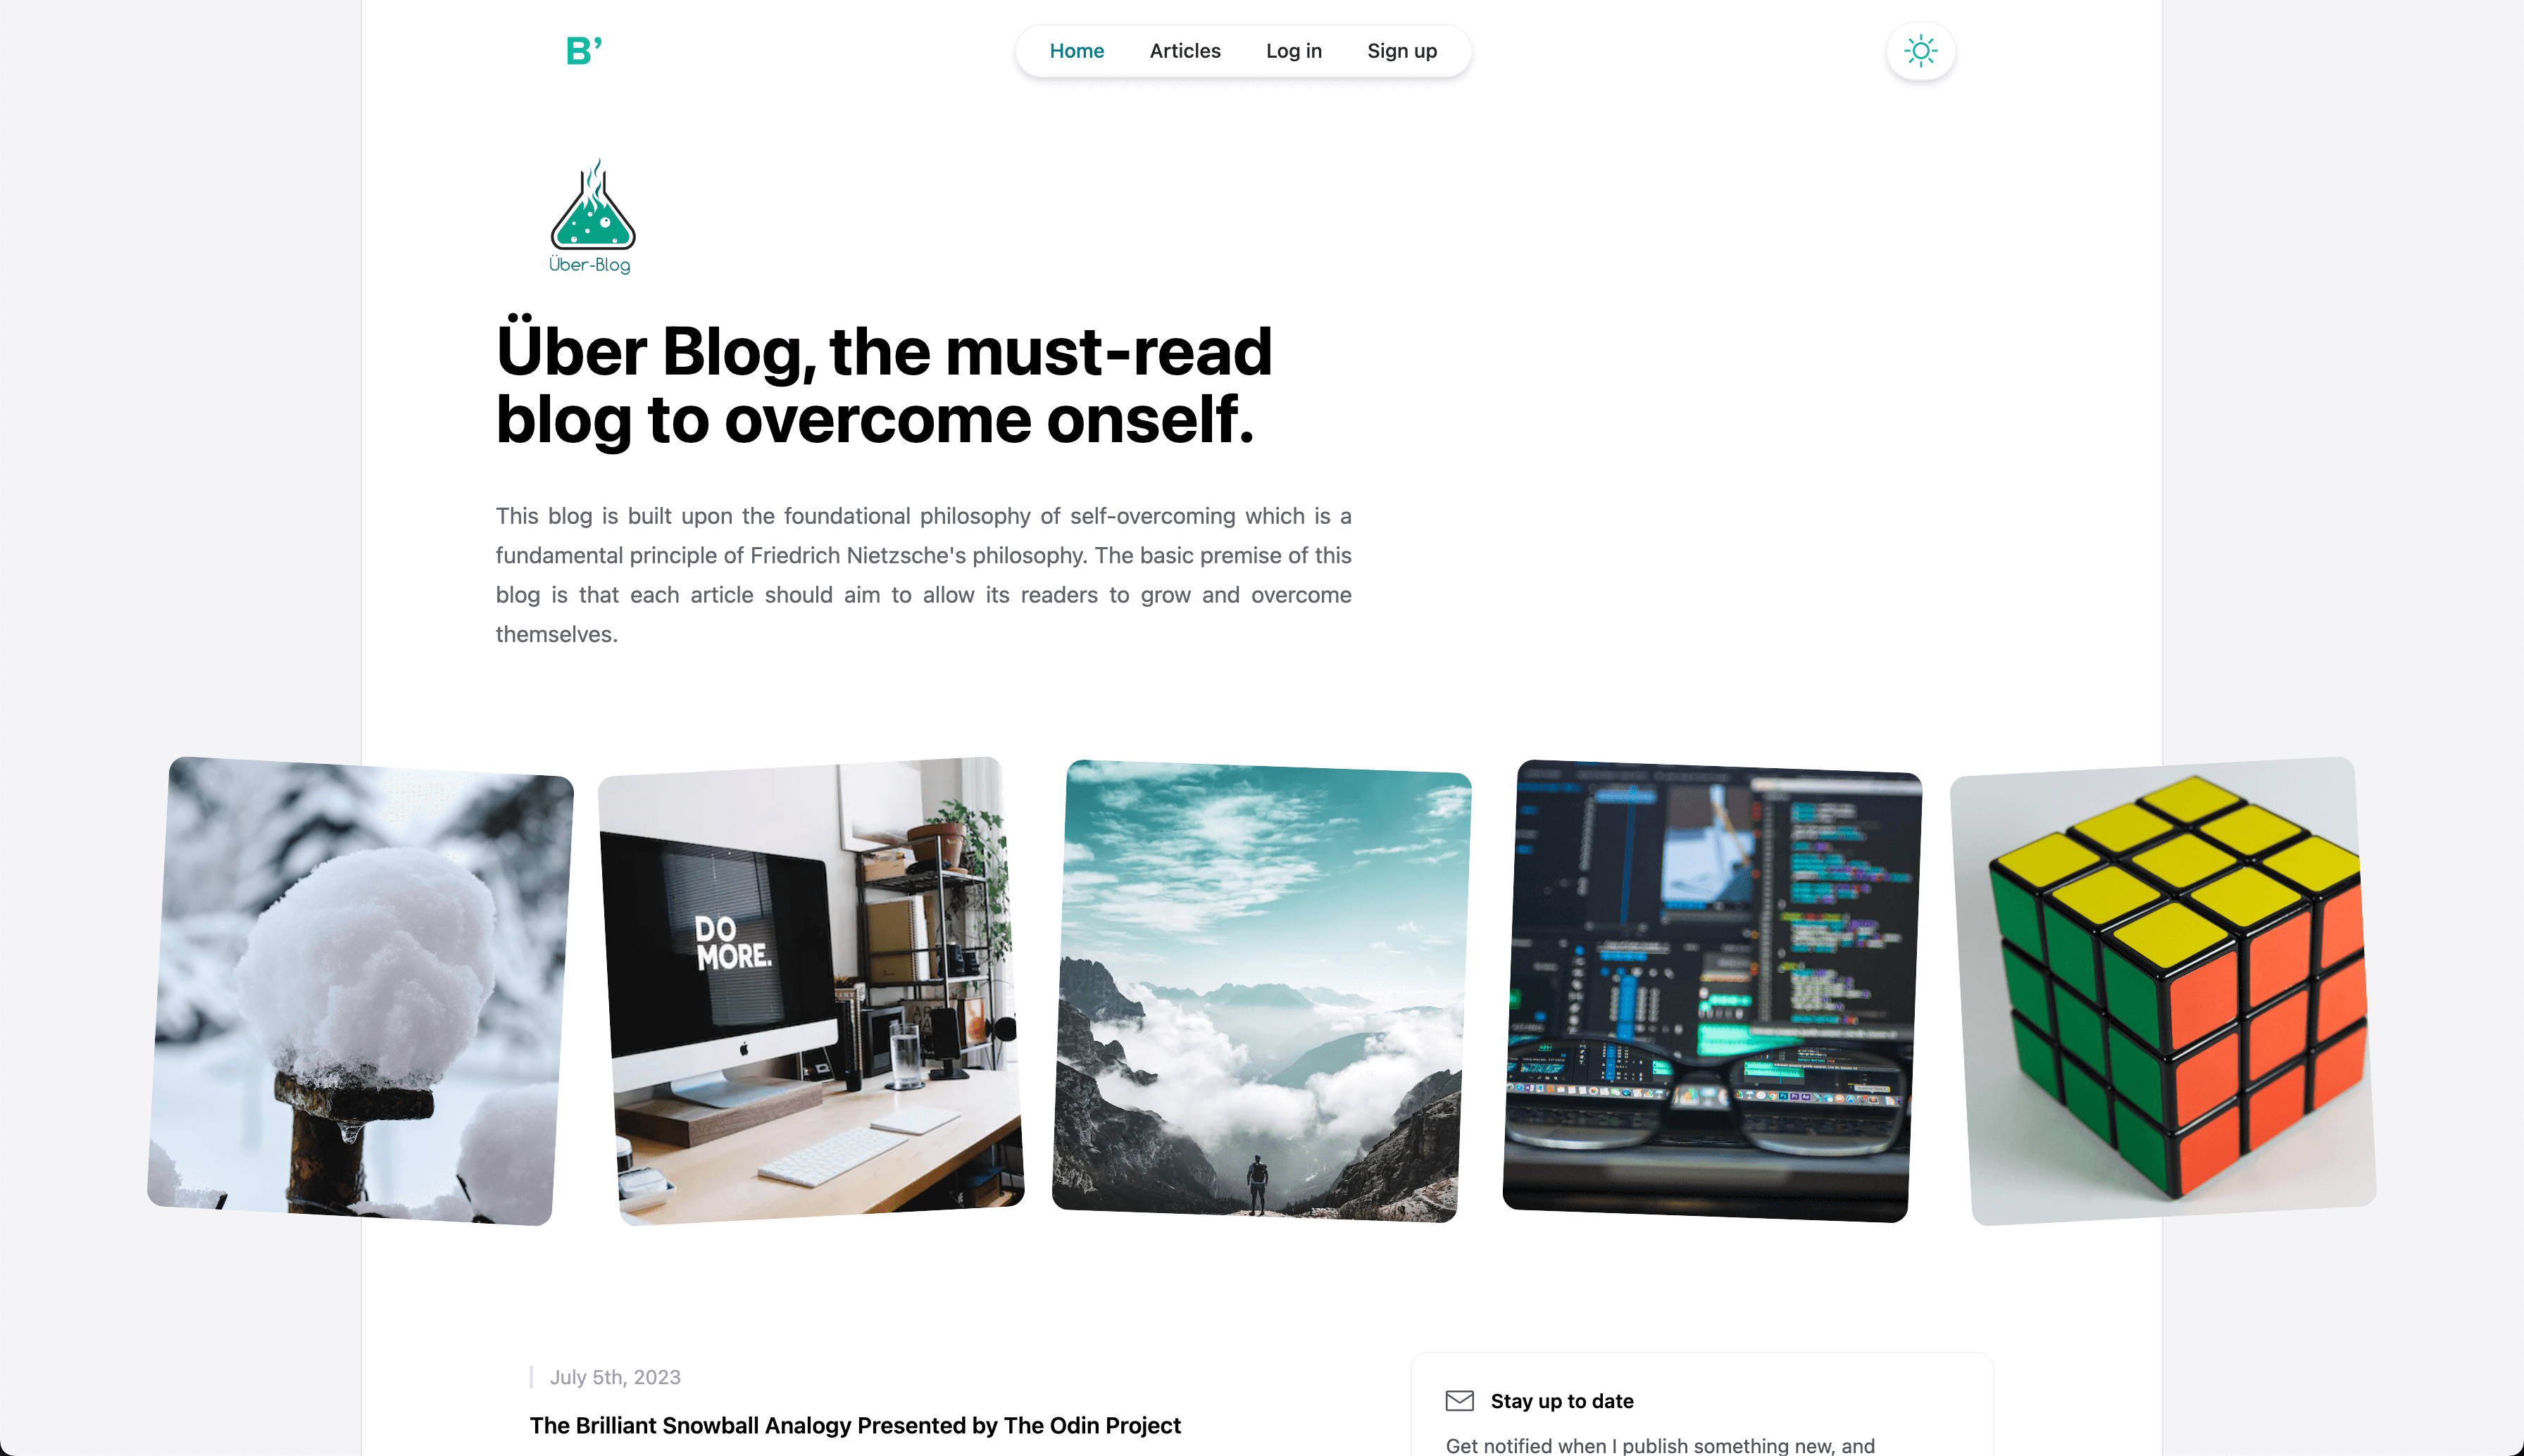 B’
Home
Articles
Log in
Sign up
Über-Blog
Über Blog, the must-read
blog to overcome onself.
This blog is built upon the foundational philosophy of self-overcoming which is a
fundamental principle of Friedrich Nietzsche's philosophy. The basic premise of this
blog is that each article should aim to allow its readers to grow and overcome
themselves.
DO
MORE.
July 5th, 2023
The Brilliant Snowball Analogy Presented by The Odin Project
Stay up to date
Get notified when I publish something new, and